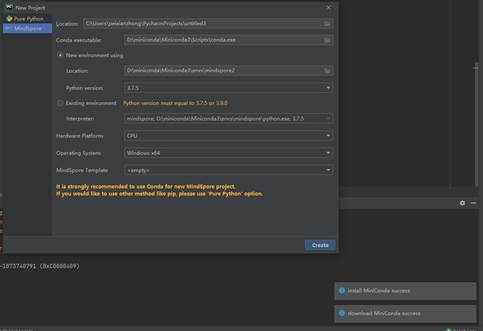 New Project
Pure Python
MindSpore
Location:
Conda executable: D:\miniconda\Miniconda3\Scripts\conda.exe
New environment using
Location: D:\miniconda\Miniconda3\envs\mindspore2
Python version: 3.7.5
Existing environment Python version must equal to 3.7.5 or 3.9.0
Interpreter: mindspore, D:\miniconda\Miniconda3\envs\mindspore\python.exe, 3.7.5
Hardware Platform: CPU
Operating System: Windows-x64
MindSpore Template <empty>
It is strongly recommended to use Conda for new MindSpore project.
If you would like to use other method like pip, please use 'Pure Python' option.
Create
-1073740791 (0xC0000409)
install MiniConda success
download MiniConda success